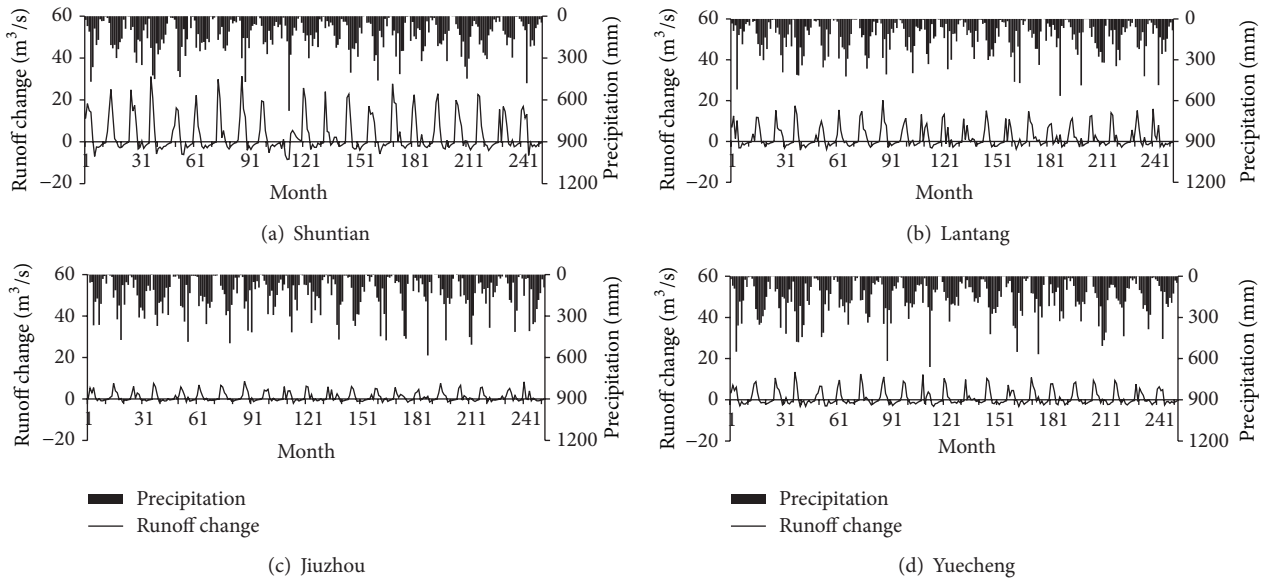 60
40
20
0
−20
Runoff change (m³/s)
1 31 61 91 121 151 181 211 241
Month
0
300
600
900
1200
Precipitation (mm)
(a) Shuntian
60
40
20
0
−20
Runoff change (m³/s)
1 31 61 91 121 151 181 211 241
Month
0
300
600
900
1200
Precipitation (mm)
(b) Lantang
60
40
20
0
−20
Runoff change (m³/s)
1 31 61 91 121 151 181 211 241
Month
0
300
600
900
1200
Precipitation (mm)
Precipitation
Runoff change
(c) Jiuzhou
60
40
20
0
−20
Runoff change (m³/s)
1 31 61 91 121 151 181 211 241
Month
0
300
600
900
1200
Precipitation (mm)
Precipitation
Runoff change
(d) Yuecheng